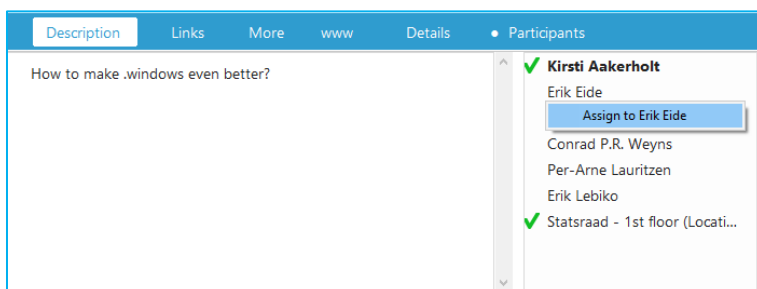 Description Links More www Details • Participants
How to make .windows even better?
Kirsti Aakerholt
Erik Eide
Assign to Erik Eide
Conrad P.R. Weyns
Per-Arne Lauritzen
Erik Lebiko
Statsraad - 1st floor (Locati...